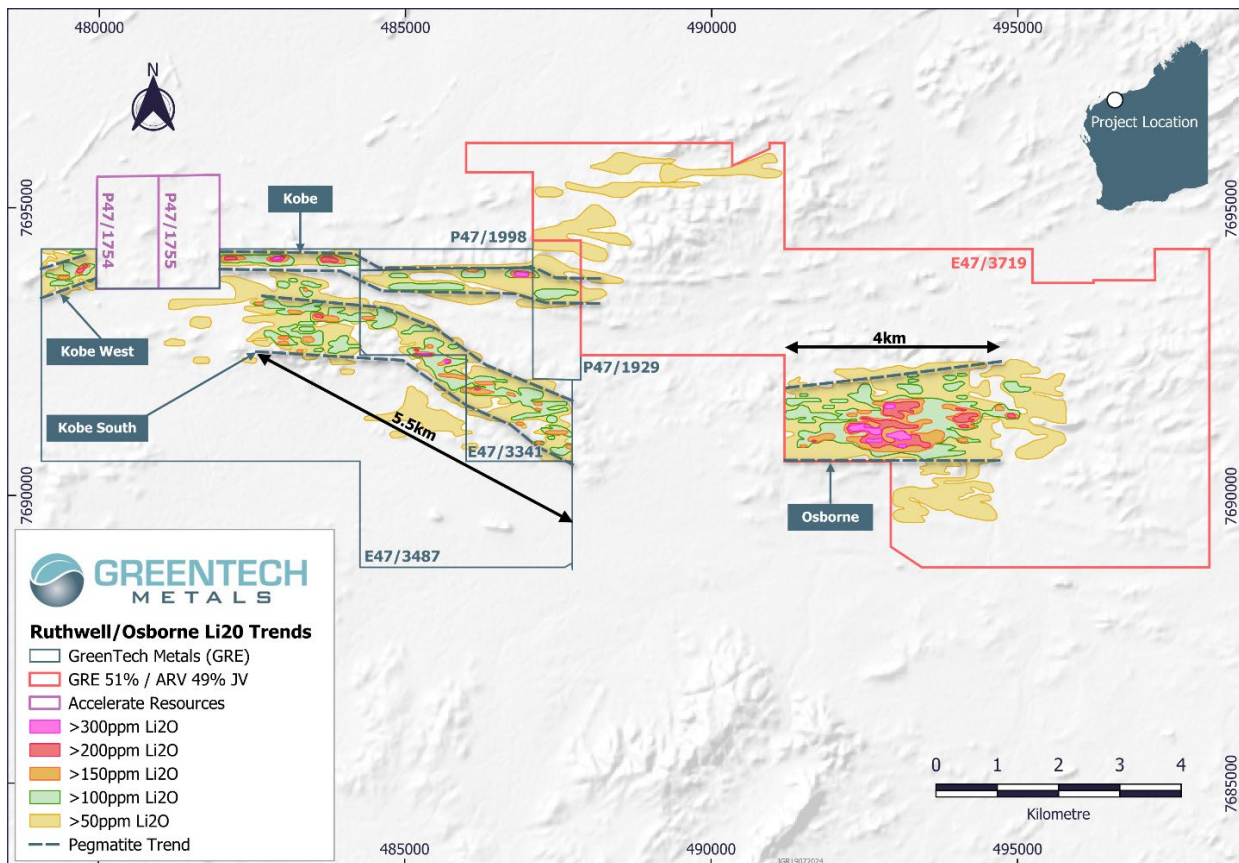 480000
485000
490000
495000
N
Project Location
7695000
7695000
P47/1754
P47/1755
Kobe
P47/1998
E47/3719
Kobe West
4km
P47/1929
Kobe South
5.5km
E47/3341
7690000
7690000
Osborne
E47/3487
GREENTECH
METALS
Ruthwell/Osborne Li20 Trends
GreenTech Metals (GRE)
GRE 51% / ARV 49% JV
Accelerate Resources
>300ppm Li2O
>200ppm Li2O
>150ppm Li2O
>100ppm Li2O
>50ppm Li2O
Pegmatite Trend
0 1 2 3 4
Kilometre
7685000
485000
490000
495000